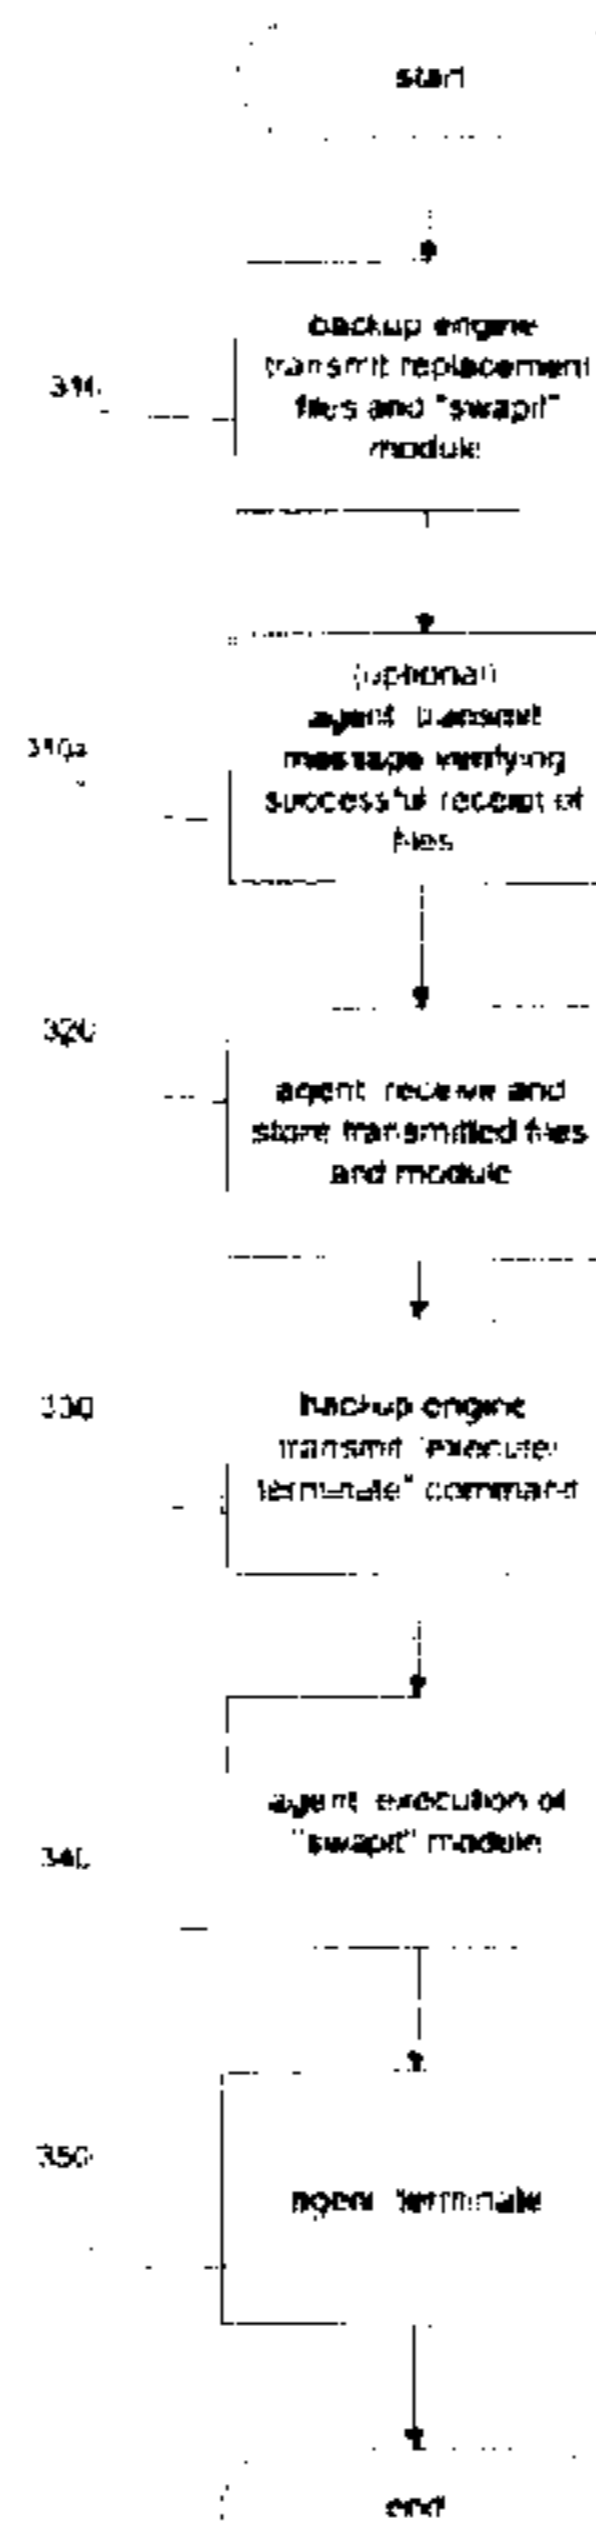 start
310
backup engine
transmit replacement
files and "swapit"
module
310a
(optional)
agent transmit
message verifying
successful receipt of
files
320
agent receive and
store transmitted files
and module
330
backup engine
transmit "execute/
terminate" command
340
agent execution of
"swapit" module
350
agent terminate
end